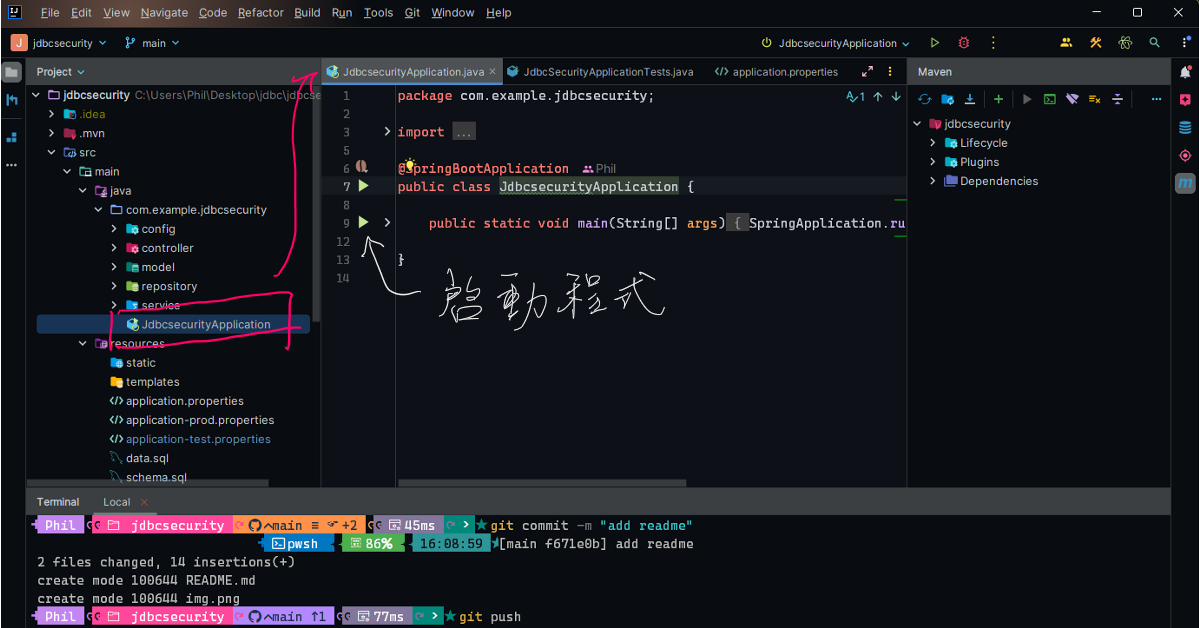 File Edit View Navigate Code Refactor Build Run Tools Git Window Help
J jdbcsecurity main JdbcsecurityApplication
Project
JdbcsecurityApplication.java JdbcSecurityApplicationTests.java application.properties
Maven
jdbcsecurity C:\Users\Phil\Desktop\jdbc\jdbcse
.idea
.mvn
src
main
java
com.example.jdbcsecurity
config
controller
model
repository
service
JdbcsecurityApplication
resources
static
templates
application.properties
application-prod.properties
application-test.properties
data.sql
schema.sql
1 package com.example.jdbcsecurity;
1
2
3 import ...
5
6 @SpringBootApplication Phil
7 public class JdbcsecurityApplication {
8
9 public static void main(String[] args) { SpringApplication.ru
12
13 }
14
啟動程式
jdbcsecurity
Lifecycle
Plugins
Dependencies
m
Terminal Local
Phil jdbcsecurity main ≡ +2 45ms git commit -m "add readme"
pwsh 86% 16:08:59 [main f671e0b] add readme
2 files changed, 14 insertions(+)
create mode 100644 README.md
create mode 100644 img.png
Phil jdbcsecurity main ↑1 77ms git push